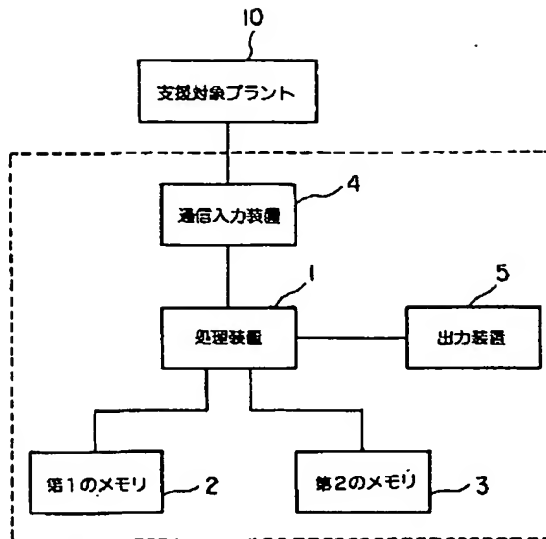 10
支援対象プラント
4
通信入力装置
1
5
処理装置
出力装置
第1のメモリ
2
第2のメモリ
3